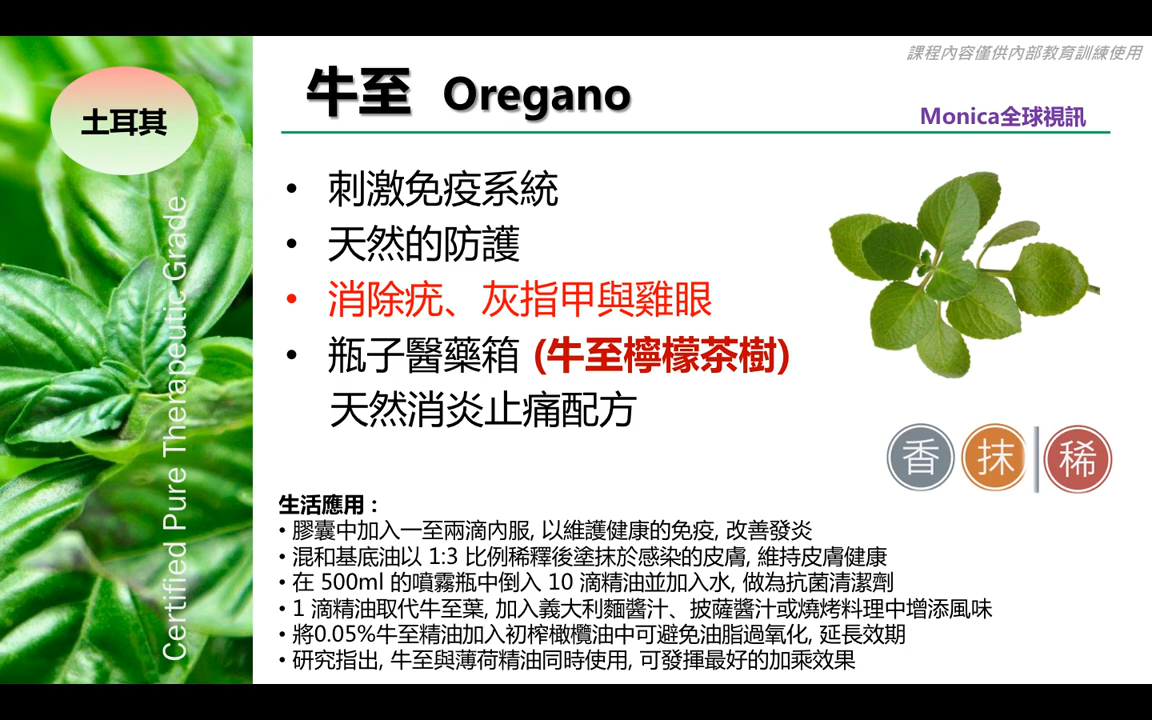 課程內容僅供內部教育訓練使用
土耳其
牛至 Oregano
Monica全球視訊
Certified Pure Therapeutic Grade
• 刺激免疫系統
• 天然的防護
• 消除疣、灰指甲與雞眼
• 瓶子醫藥箱 (牛至檸檬茶樹)
天然消炎止痛配方
香 抹 稀
生活應用 :
• 膠囊中加入一至兩滴內服, 以維護健康的免疫, 改善發炎
• 混和基底油以 1:3 比例稀釋後塗抹於感染的皮膚, 維持皮膚健康
• 在 500ml 的噴霧瓶中倒入 10 滴精油並加入水, 做為抗菌清潔劑
• 1 滴精油取代牛至葉, 加入義大利麵醬汁、披薩醬汁或燒烤料理中增添風味
• 將0.05%牛至精油加入初榨橄欖油中可避免油脂過氧化, 延長效期
• 研究指出, 牛至與薄荷精油同時使用, 可發揮最好的加乘效果